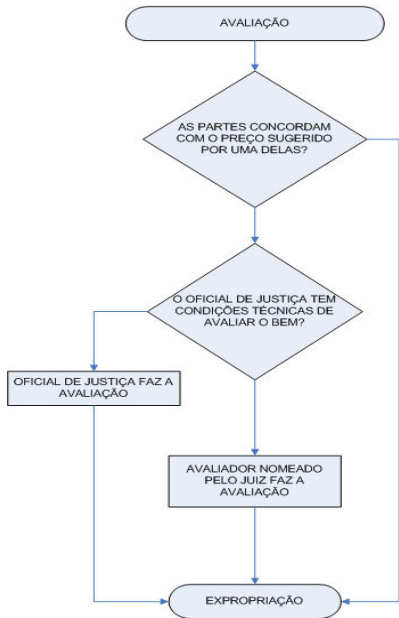 AVALIAÇÃO
AS PARTES CONCORDAM
COM O PREÇO SUGERIDO
POR UMA DELAS?
O OFICIAL DE JUSTIÇA TEM
CONDIÇÕES TÉCNICAS DE
AVALIAR O BEM?
OFICIAL DE JUSTIÇA FAZ A
AVALIAÇÃO
AVALIADOR NOMEADO
PELO JUIZ FAZ A
AVALIAÇÃO
EXPROPRIAÇÃO